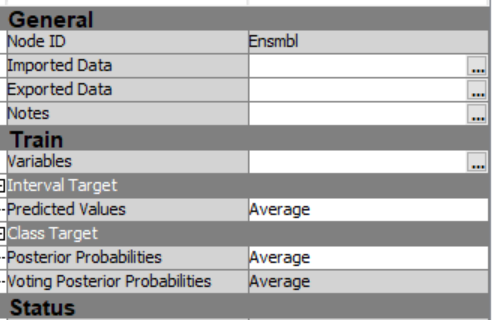 General
Node ID Ensmbl
Imported Data ...
Exported Data ...
Notes ...
Train
Variables ...
Interval Target
Predicted Values Average
Class Target
Posterior Probabilities Average
Voting Posterior Probabilities Average
Status